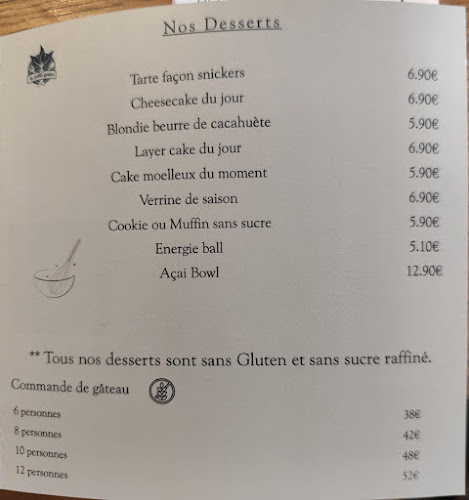 Nos Desserts
Tarte façon snickers 6.90€
Cheesecake du jour 6.90€
Blondie beurre de cacahuète 5.90€
Layer cake du jour 6.90€
Cake moelleux du moment 5.90€
Verrine de saison 6.90€
Cookie ou Muffin sans sucre 5.90€
Energie ball 5.10€
Açai Bowl 12.90€
** Tous nos desserts sont sans Gluten et sans sucre raffiné.
Commande de gâteau
6 personnes 38€
8 personnes 42€
10 personnes 48€
12 personnes 52€